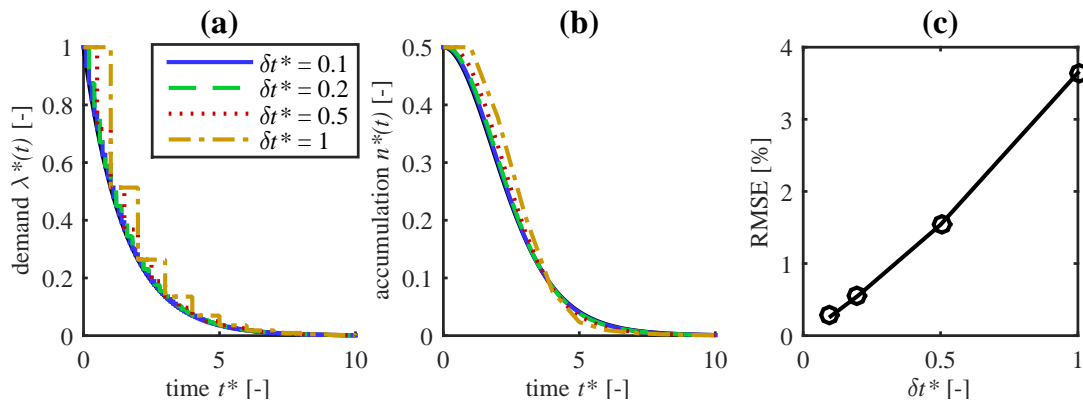 (a)
demand λ*(t) [-]
1
0.8
0.6
0.4
0.2
0
0
5
10
time t* [-]
δt* = 0.1
δt* = 0.2
δt* = 0.5
δt* = 1
(b)
accumulation n*(t) [-]
0.5
0.4
0.3
0.2
0.1
0
0
5
10
time t* [-]
(c)
RMSE [%]
4
3
2
1
0
0
0.5
1
δt* [-]